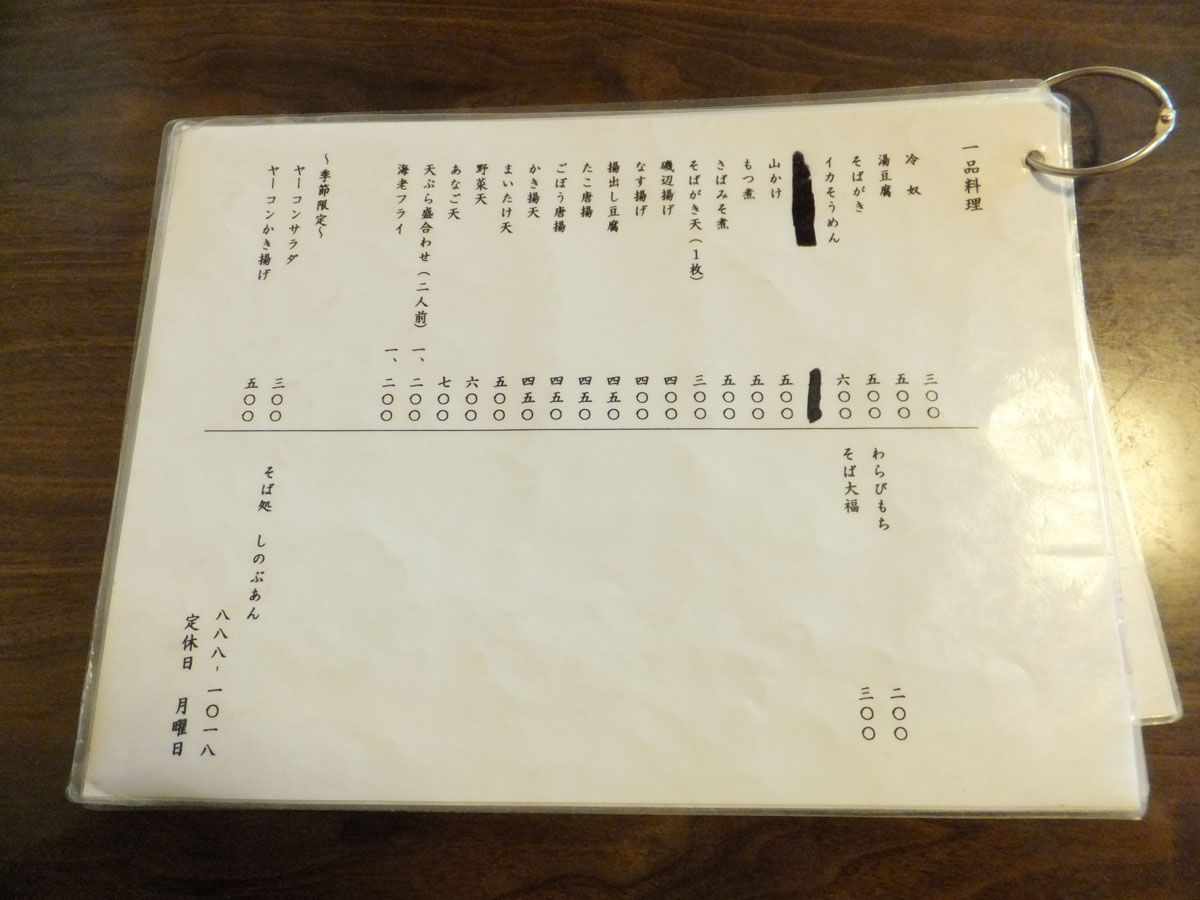 一品料理
冷奴 三〇〇
湯豆腐 五〇〇
そばがき 五〇〇
イカそうめん 六〇〇
山かけ 五〇〇
もつ煮 五〇〇
さばみそ煮 五〇〇
そばがき天(1枚) 三〇〇
磯辺揚げ 四〇〇
なす揚げ 四〇〇
揚出し豆腐 四五〇
たこ唐揚 四五〇
ごぼう唐揚 四五〇
かき揚天 四五〇
まいたけ天 五〇〇
野菜天 六〇〇
あなご天 七〇〇
天ぷら盛合わせ(二人前) 一、二〇〇
海老フライ 一、二〇〇
~季節限定~
ヤーコンサラダ 三〇〇
ヤーコンかき揚げ 五〇〇
わらびもち 二〇〇
そば大福 三〇〇
そば処 しのぶあん
八八八-一〇一八
定休日 月曜日